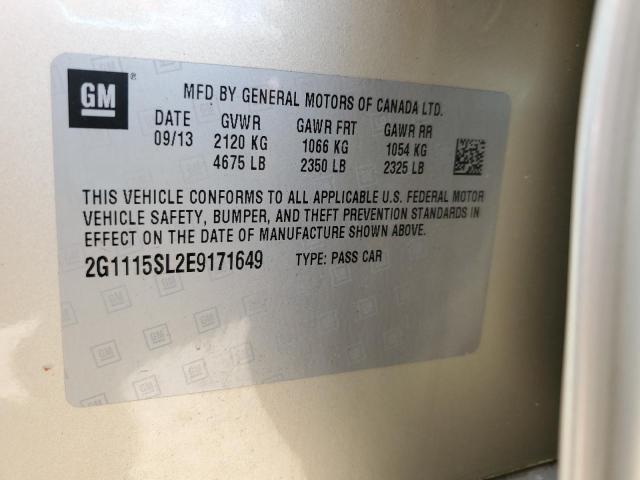 GM ®
MFD BY GENERAL MOTORS OF CANADA LTD.
DATE GVWR GAWR FRT GAWR RR
09/13 2120 KG 1066 KG 1054 KG
4675 LB 2350 LB 2325 LB
THIS VEHICLE CONFORMS TO ALL APPLICABLE U.S. FEDERAL MOTOR
VEHICLE SAFETY, BUMPER, AND THEFT PREVENTION STANDARDS IN
EFFECT ON THE DATE OF MANUFACTURE SHOWN ABOVE.
2G1115SL2E9171649 TYPE: PASS CAR